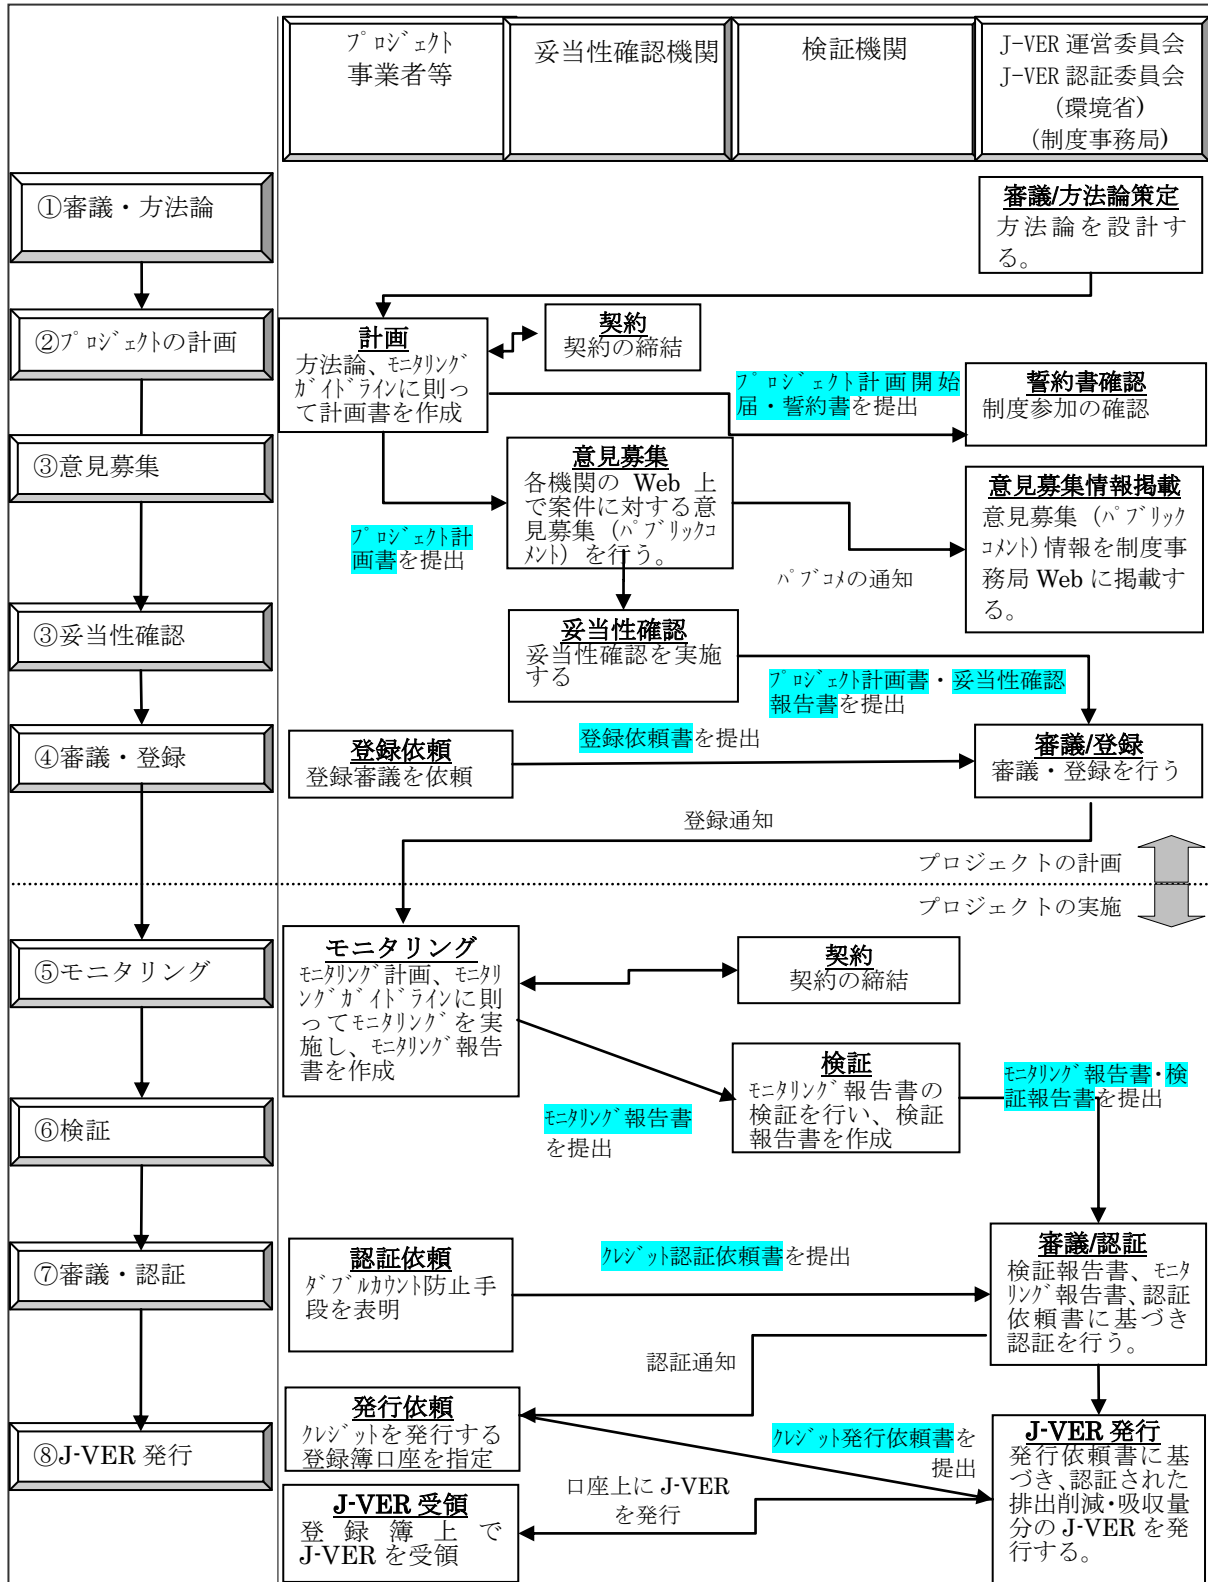 ﾌﾟﾛｼﾞｪｸﾄ
事業者等
妥当性確認機関
検証機関
J-VER 運営委員会
J-VER 認証委員会
(環境省)
(制度事務局)
①審議・方法論
審議/方法論策定
方法論を設計す
る。
②ﾌﾟﾛｼﾞｪｸﾄの計画
計画
方法論、ﾓﾆﾀﾘﾝｸﾞ
ｶﾞｲﾄﾞﾗｲﾝに則っ
て計画書を作成
契約
契約の締結
ﾌﾟﾛｼﾞｪｸﾄ計画開始
届・誓約書を提出
誓約書確認
制度参加の確認
③意見募集
ﾌﾟﾛｼﾞｪｸﾄ計
画書を提出
意見募集
各機関の Web 上
で案件に対する意
見募集（ﾊﾟﾌﾞﾘｯｸｺ
ﾒﾝﾄ）を行う。
ﾊﾟﾌﾞｺﾒの通知
意見募集情報掲載
意見募集（ﾊﾟﾌﾞﾘｯｸ
ｺﾒﾝﾄ）情報を制度事
務局 Web に掲載す
る。
③妥当性確認
妥当性確認
妥当性確認を実施
する
ﾌﾟﾛｼﾞｪｸﾄ計画書・妥当性確認
報告書を提出
④審議・登録
登録依頼
登録審議を依頼
登録依頼書を提出
審議/登録
審議・登録を行う
登録通知
プロジェクトの計画
プロジェクトの実施
⑤モニタリング
モニタリング
ﾓﾆﾀﾘﾝｸﾞ計画、ﾓﾆﾀﾘ
ﾝｸﾞｶﾞｲﾄﾞﾗｲﾝに則
ってﾓﾆﾀﾘﾝｸﾞを実
施し、ﾓﾆﾀﾘﾝｸﾞ報告
書を作成
契約
契約の締結
ﾓﾆﾀﾘﾝｸﾞ報告書
を提出
検証
ﾓﾆﾀﾘﾝｸﾞ報告書の
検証を行い、検証
報告書を作成
ﾓﾆﾀﾘﾝｸﾞ報告書・検
証報告書を提出
⑥検証
⑦審議・認証
認証依頼
ﾀﾞﾌﾞﾙｶｳﾝﾄ防止手
段を表明
ｸﾚｼﾞｯﾄ認証依頼書を提出
審議/認証
検証報告書、ﾓﾆﾀ
ﾘﾝｸﾞ報告書、認証
依頼書に基づき
認証を行う。
認証通知
⑧J-VER 発行
発行依頼
ｸﾚｼﾞｯﾄを発行する
登録簿口座を指定
ｸﾚｼﾞｯﾄ発行依頼書を
提出
J-VER 発行
発行依頼書に基
づき、認証された
排出削減・吸収量
分の J-VER を発
行する。
口座上に J-VER
を発行
J-VER 受領
登録簿上で
J-VER を受領